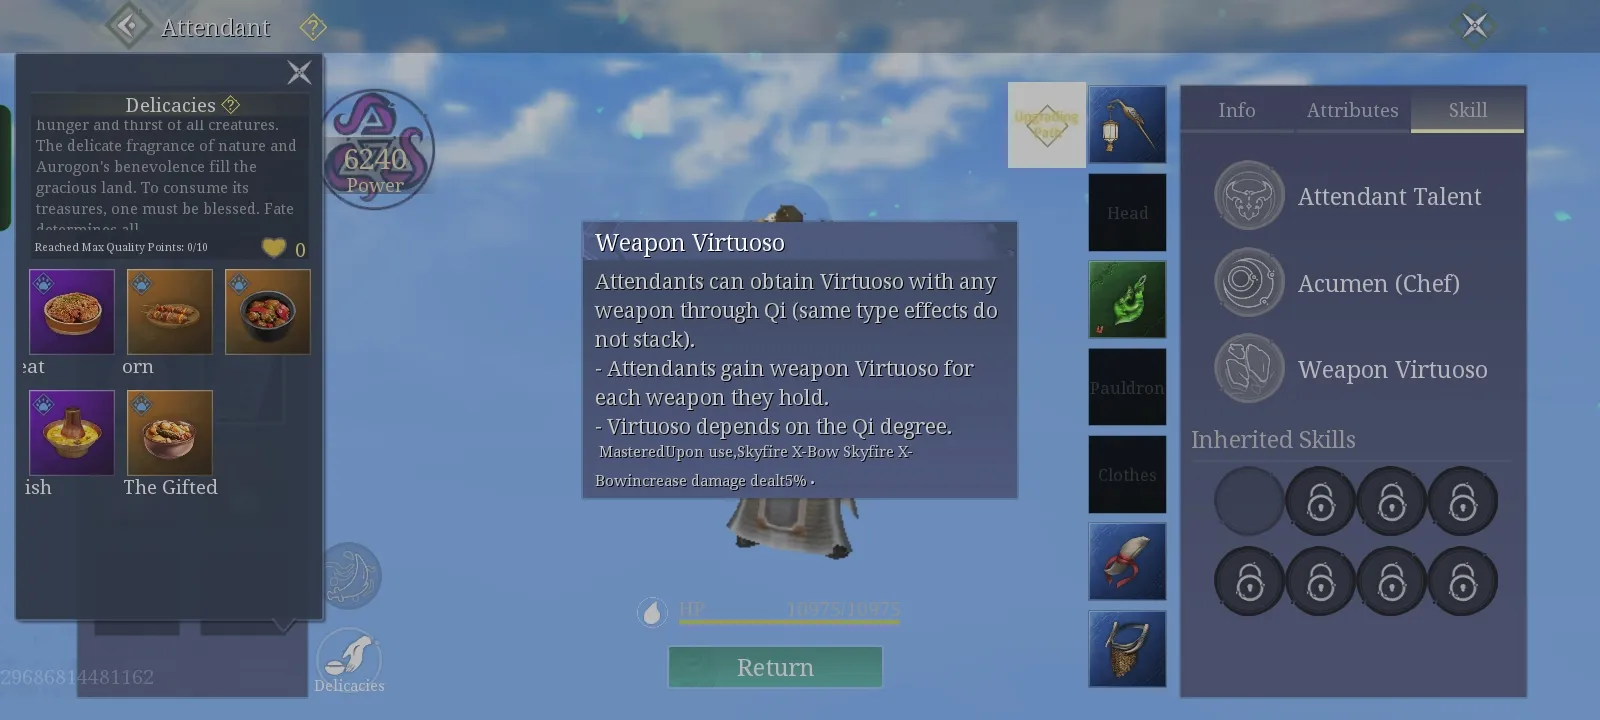 Attendant
Delicacies
hunger and thirst of all creatures.
The delicate fragrance of nature and
Aurogon's benevolence fill the
gracious land. To consume its
treasures, one must be blessed. Fate
determines all.
Reached Max Quality Points: 0/10
0
eat
orn
ish
The Gifted
6240
Power
29686814481162
Delicacies
Weapon Virtuoso
Attendants can obtain Virtuoso with any
weapon through Qi (same type effects do
not stack).
- Attendants gain weapon Virtuoso for
each weapon they hold.
- Virtuoso depends on the Qi degree.
MasteredUpon use,Skyfire X-Bow Skyfire X-
Bowincrease damage dealt5% •
HP 10975/10975
Return
Upgrading
Path
Head
Pauldron
Clothes
Info
Attributes
Skill
Attendant Talent
Acumen (Chef)
Weapon Virtuoso
Inherited Skills